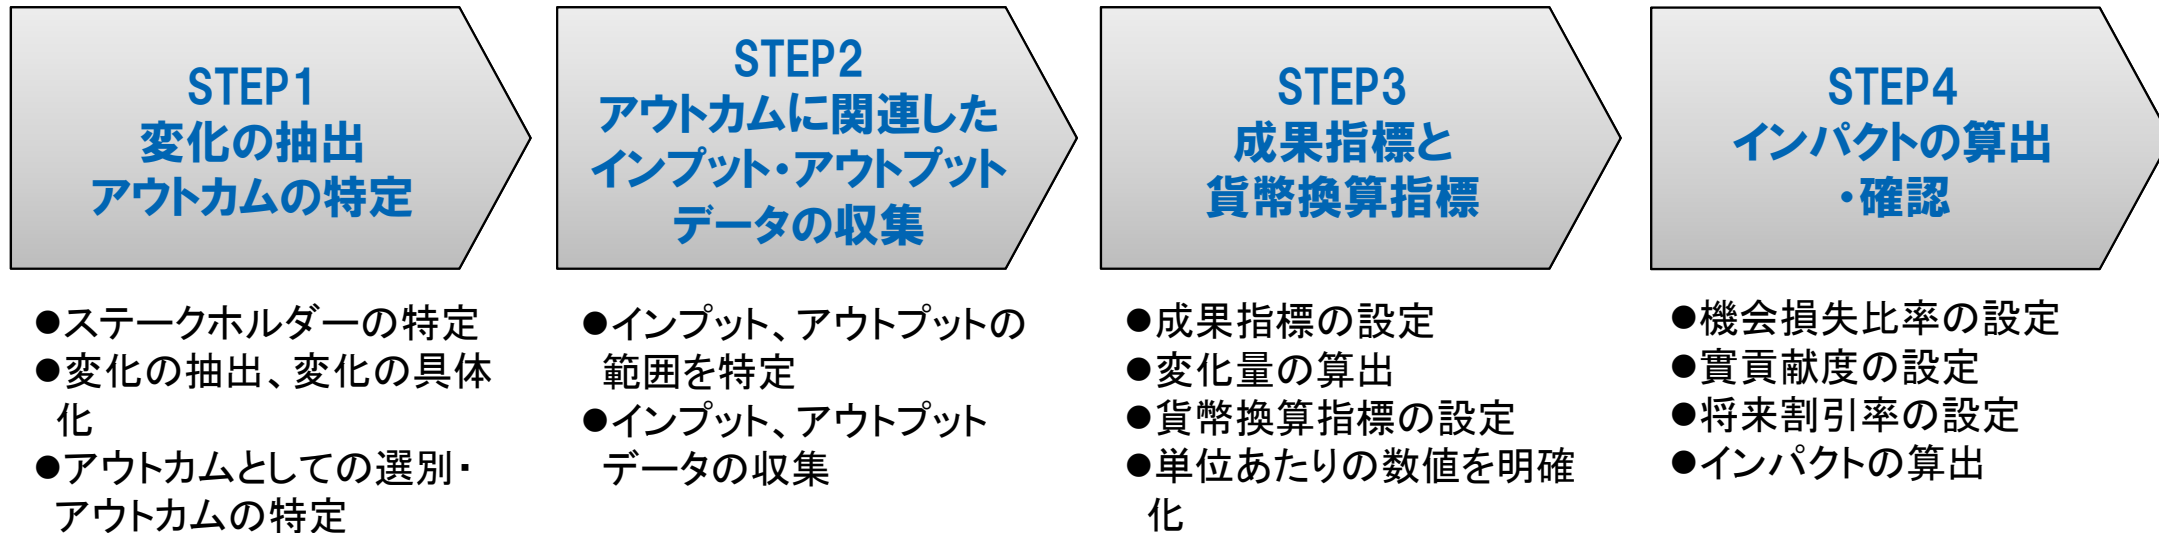 STEP1
変化の抽出
アウトカムの特定
●ステークホルダーの特定
●変化の抽出、変化の具体
化
●アウトカムとしての選別・
アウトカムの特定
STEP2
アウトカムに関連した
インプット・アウトプット
データの収集
●インプット、アウトプットの
範囲を特定
●インプット、アウトプット
データの収集
STEP3
成果指標と
貨幣換算指標
●成果指標の設定
●変化量の算出
●貨幣換算指標の設定
●単位あたりの数値を明確
化
STEP4
インパクトの算出
・確認
●機会損失比率の設定
●實貢献度の設定
●将来割引率の設定
●インパクトの算出